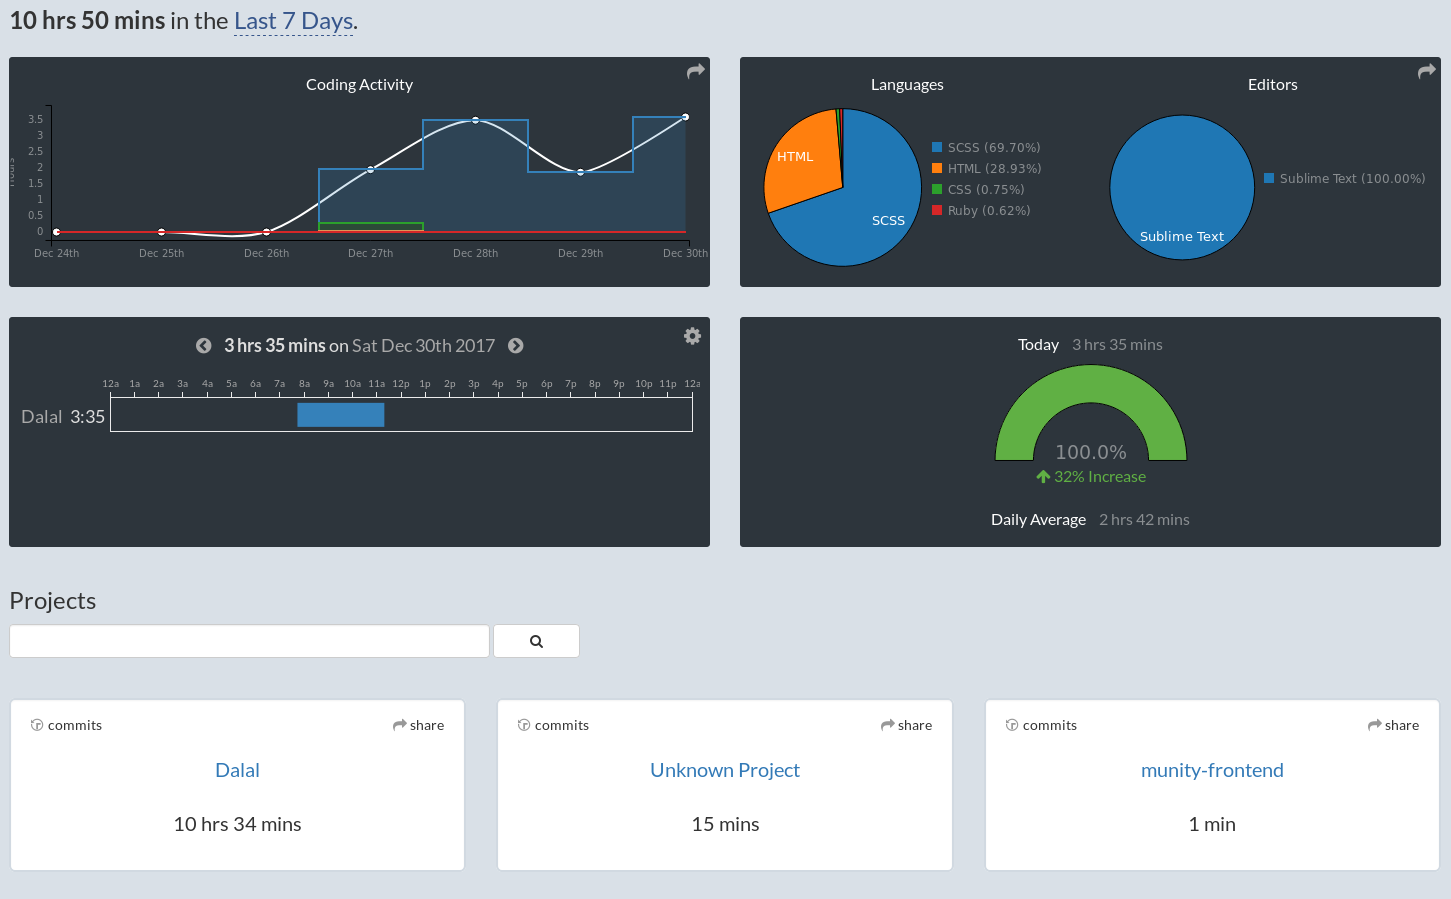 10 hrs 50 mins in the Last 7 Days.
Coding Activity
3.5
3
2.5
2
1.5
1
0.5
0
Dec 24th Dec 25th Dec 26th Dec 27th Dec 28th Dec 29th Dec 30th
Languages
HTML
SCSS
SCSS (69.70%)
HTML (28.93%)
CSS (0.75%)
Ruby (0.62%)
Editors
Sublime Text
Sublime Text (100.00%)
3 hrs 35 mins on Sat Dec 30th 2017
12a 1a 2a 3a 4a 5a 6a 7a 8a 9a 10a 11a 12p 1p 2p 3p 4p 5p 6p 7p 8p 9p 10p 11p 12a
Dalal 3:35
Today 3 hrs 35 mins
100.0%
32% Increase
Daily Average 2 hrs 42 mins
Projects
commits share
Dalal
10 hrs 34 mins
commits share
Unknown Project
15 mins
commits share
munity-frontend
1 min